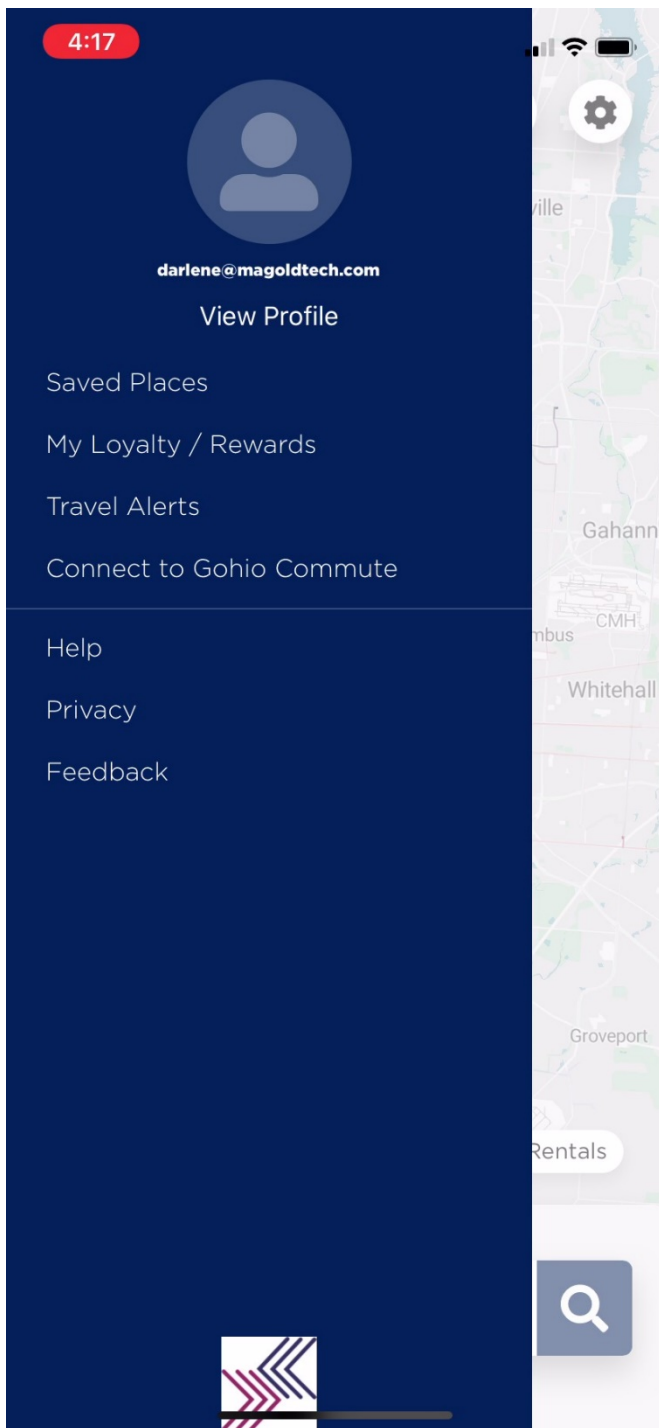 4:17
darlene@magoldtech.com
View Profile
Saved Places
My Loyalty / Rewards
Travel Alerts
Connect to Gohio Commute
Help
Privacy
Feedback
ville
Gahann
CMH
mbus
Whitehall
Groveport
Rentals